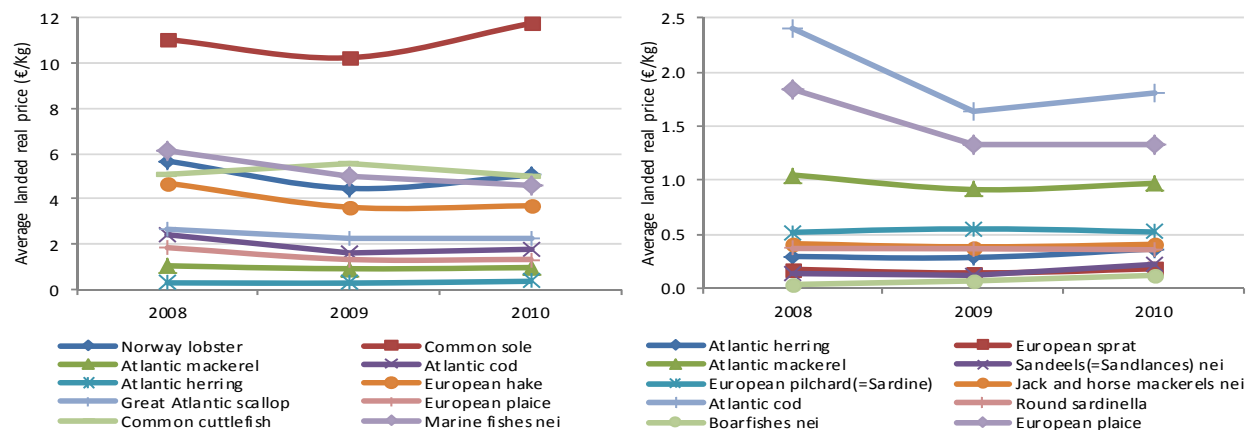 Average landed real price (€/Kg)
12
10
8
6
4
2
0
2008 2009 2010
Norway lobster Common sole
Atlantic mackerel Atlantic cod
Atlantic herring European hake
Great Atlantic scallop European plaice
Common cuttlefish Marine fishes nei
Average landed real price (€/Kg)
2.5
2.0
1.5
1.0
0.5
0.0
2008 2009 2010
Atlantic herring European sprat
Atlantic mackerel Sandeels(=Sandlances) nei
European pilchard(=Sardine) Jack and horse mackerels nei
Atlantic cod Round sardinella
Boarfishes nei European plaice